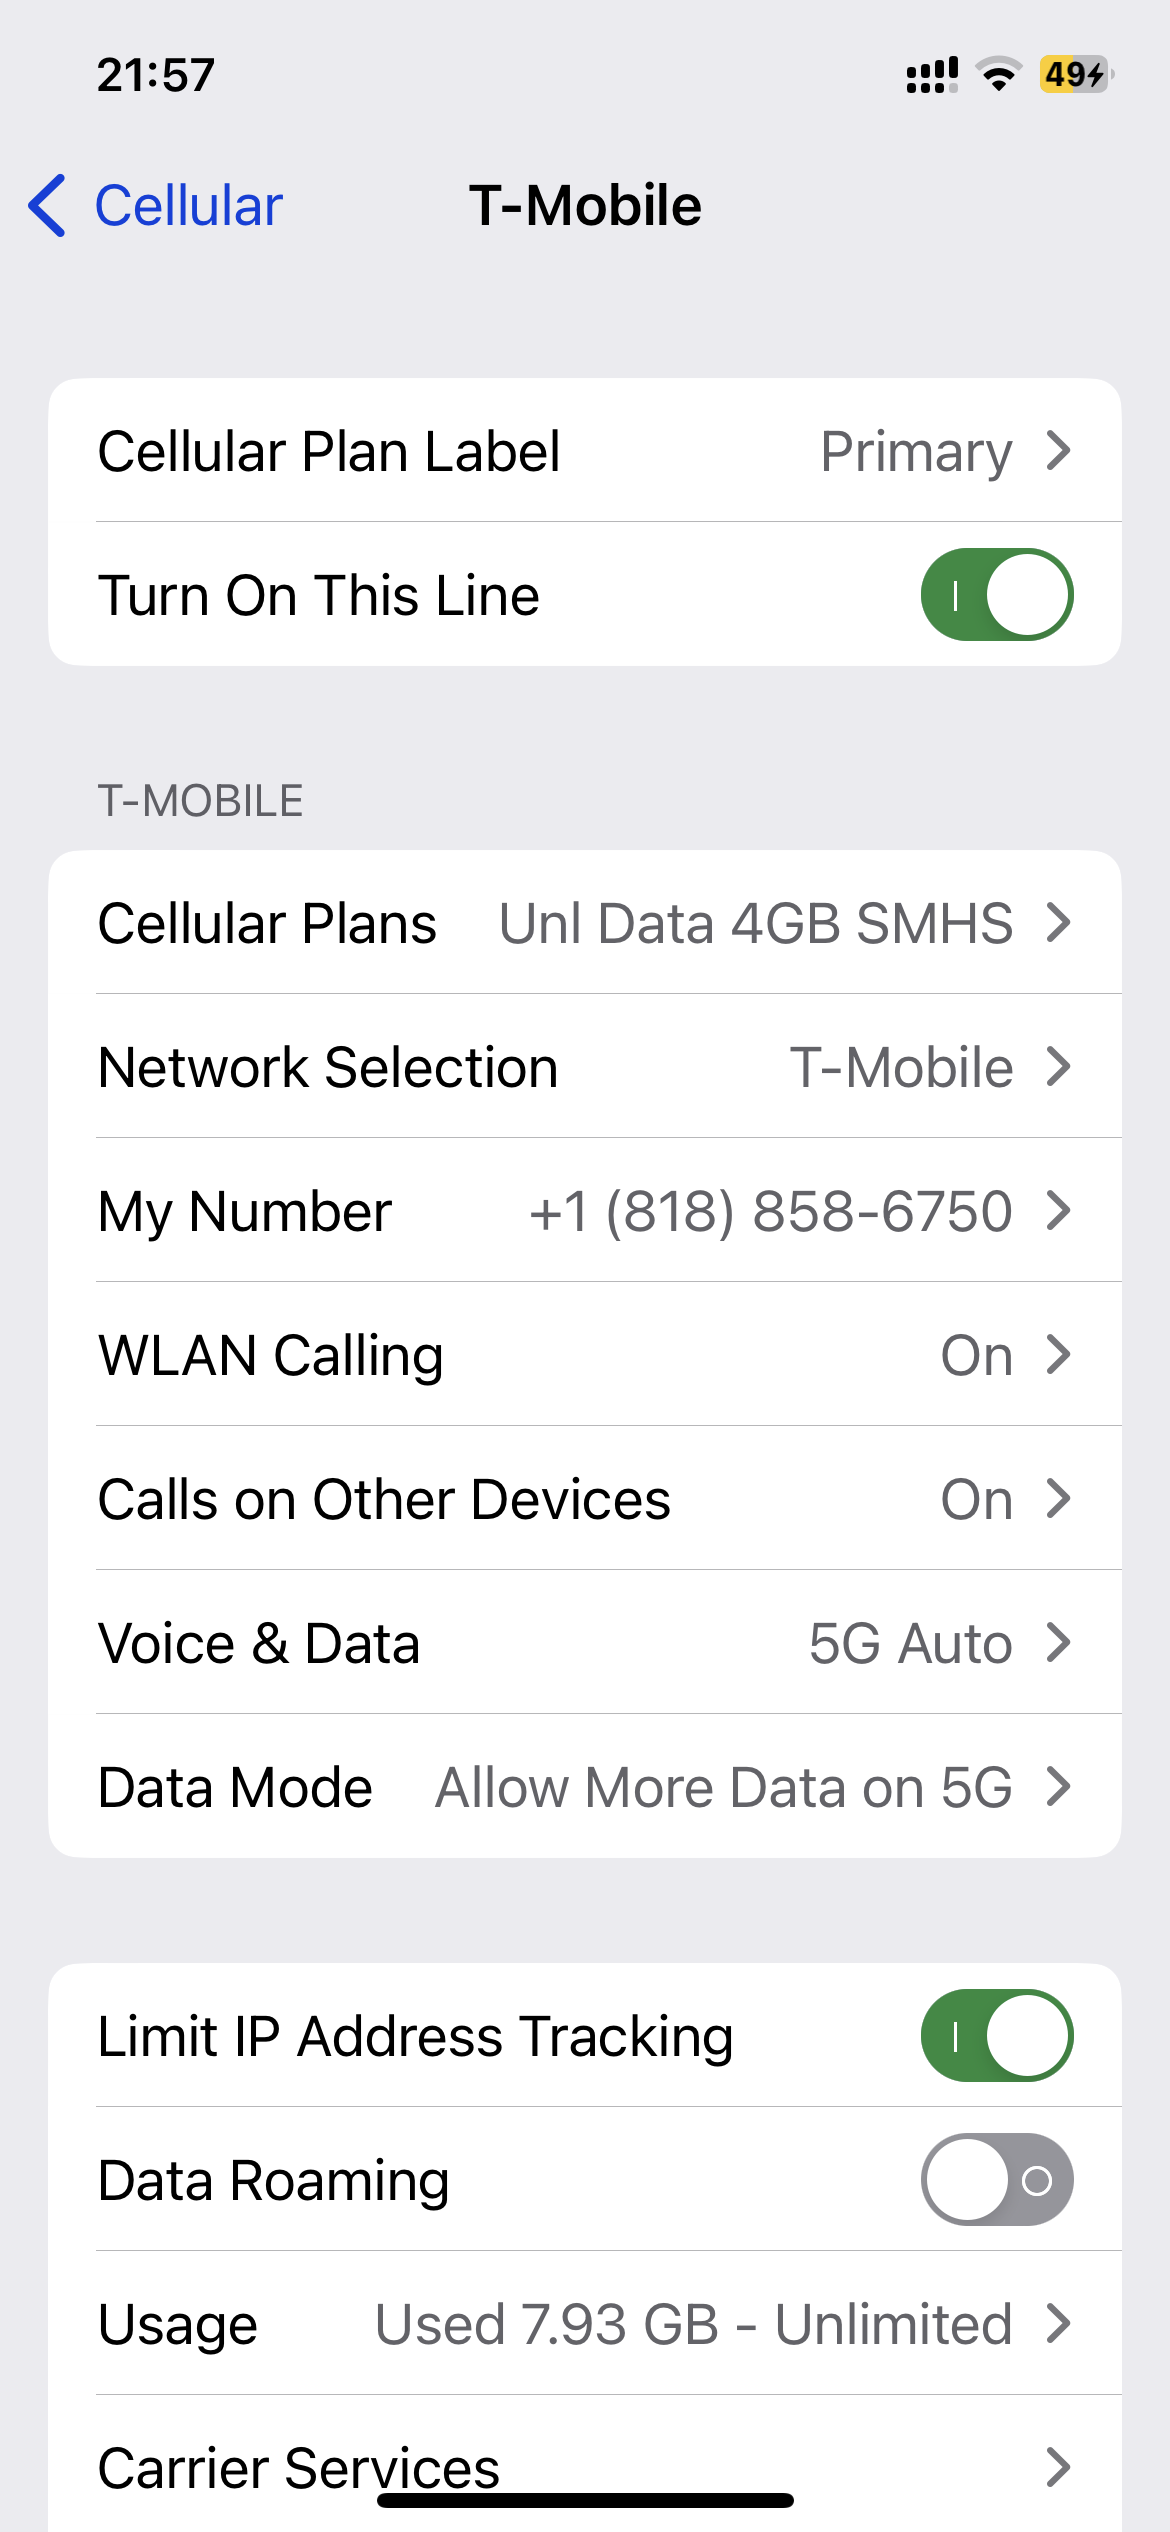 21:57
49
Cellular
T-Mobile
Cellular Plan Label Primary
Turn On This Line
T-MOBILE
Cellular Plans Unl Data 4GB SMHS
Network Selection T-Mobile
My Number +1 (818) 858-6750
WLAN Calling On
Calls on Other Devices On
Voice & Data 5G Auto
Data Mode Allow More Data on 5G
Limit IP Address Tracking
Data Roaming
Usage Used 7.93 GB - Unlimited
Carrier Services